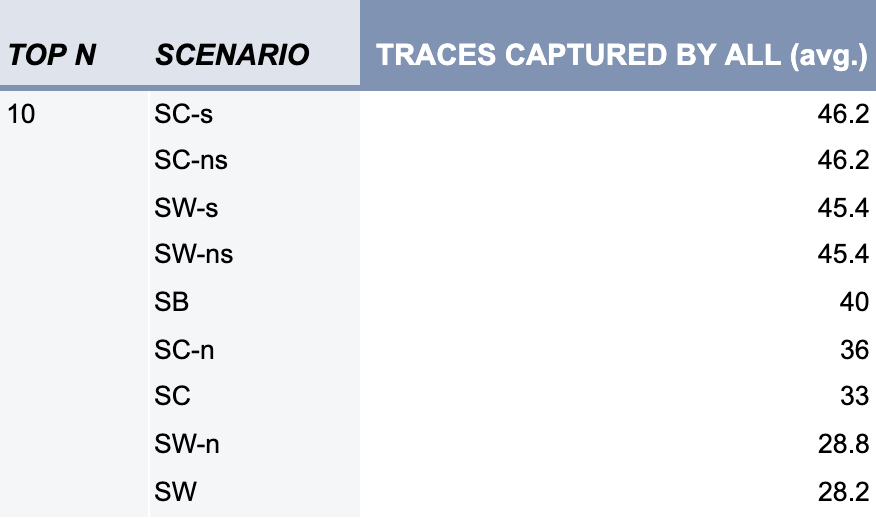 TOP N SCENARIO TRACES CAPTURED BY ALL (avg.)
10 SC-s 46.2
SC-ns 46.2
SW-s 45.4
SW-ns 45.4
SB 40
SC-n 36
SC 33
SW-n 28.8
SW 28.2